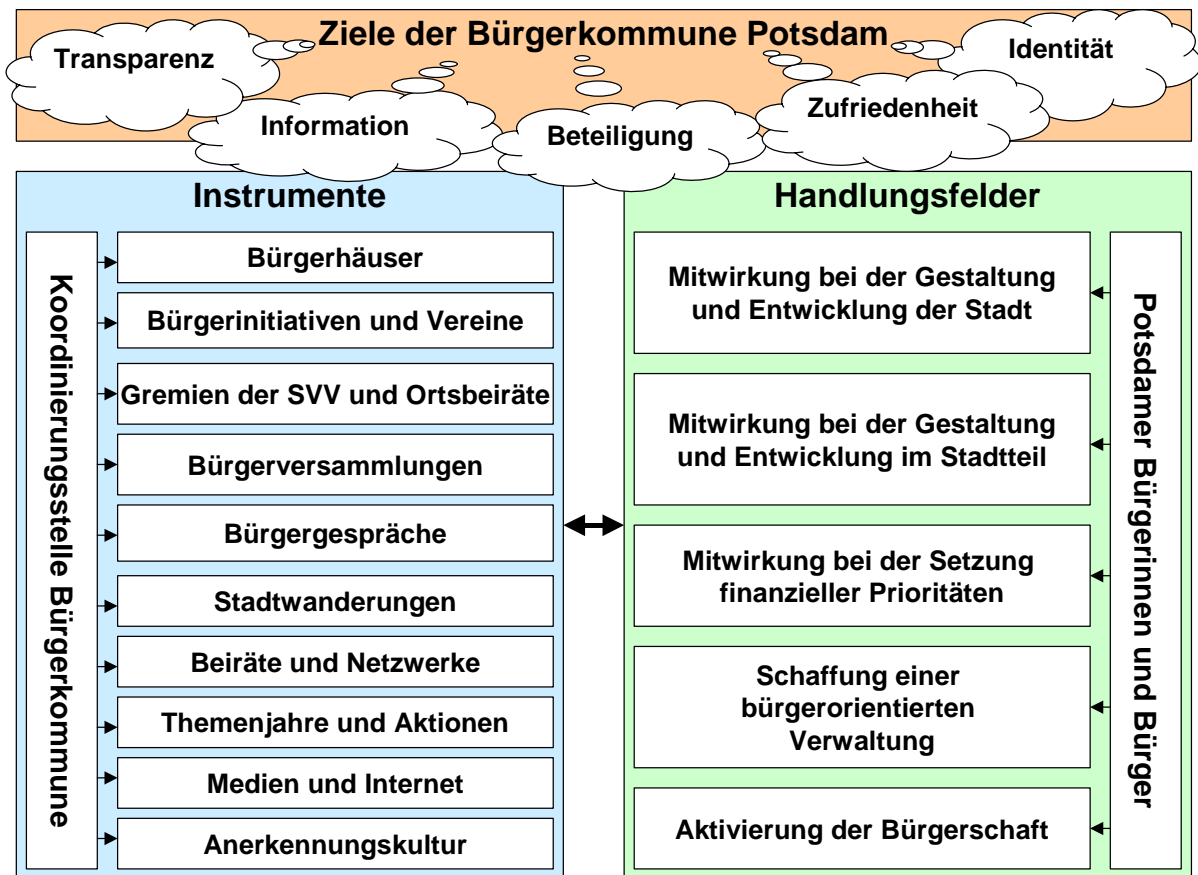 Ziele der Bürgerkommune Potsdam
Transparenz
Information
Beteiligung
Zufriedenheit
Identität
Instrumente
Koordinierungsstelle Bürgerkommune
Bürgerhäuser
Bürgerinitiativen und Vereine
Gremien der SVV und Ortsbeiräte
Bürgerversammlungen
Bürgergespräche
Stadtwanderungen
Beiräte und Netzwerke
Themenjahre und Aktionen
Medien und Internet
Anerkennungskultur
Handlungsfelder
Mitwirkung bei der Gestaltung
und Entwicklung der Stadt
Mitwirkung bei der Gestaltung
und Entwicklung im Stadtteil
Mitwirkung bei der Setzung
finanzieller Prioritäten
Schaffung einer
bürgerorientierten
Verwaltung
Aktivierung der Bürgerschaft
Potsdamer Bürgerinnen und Bürger